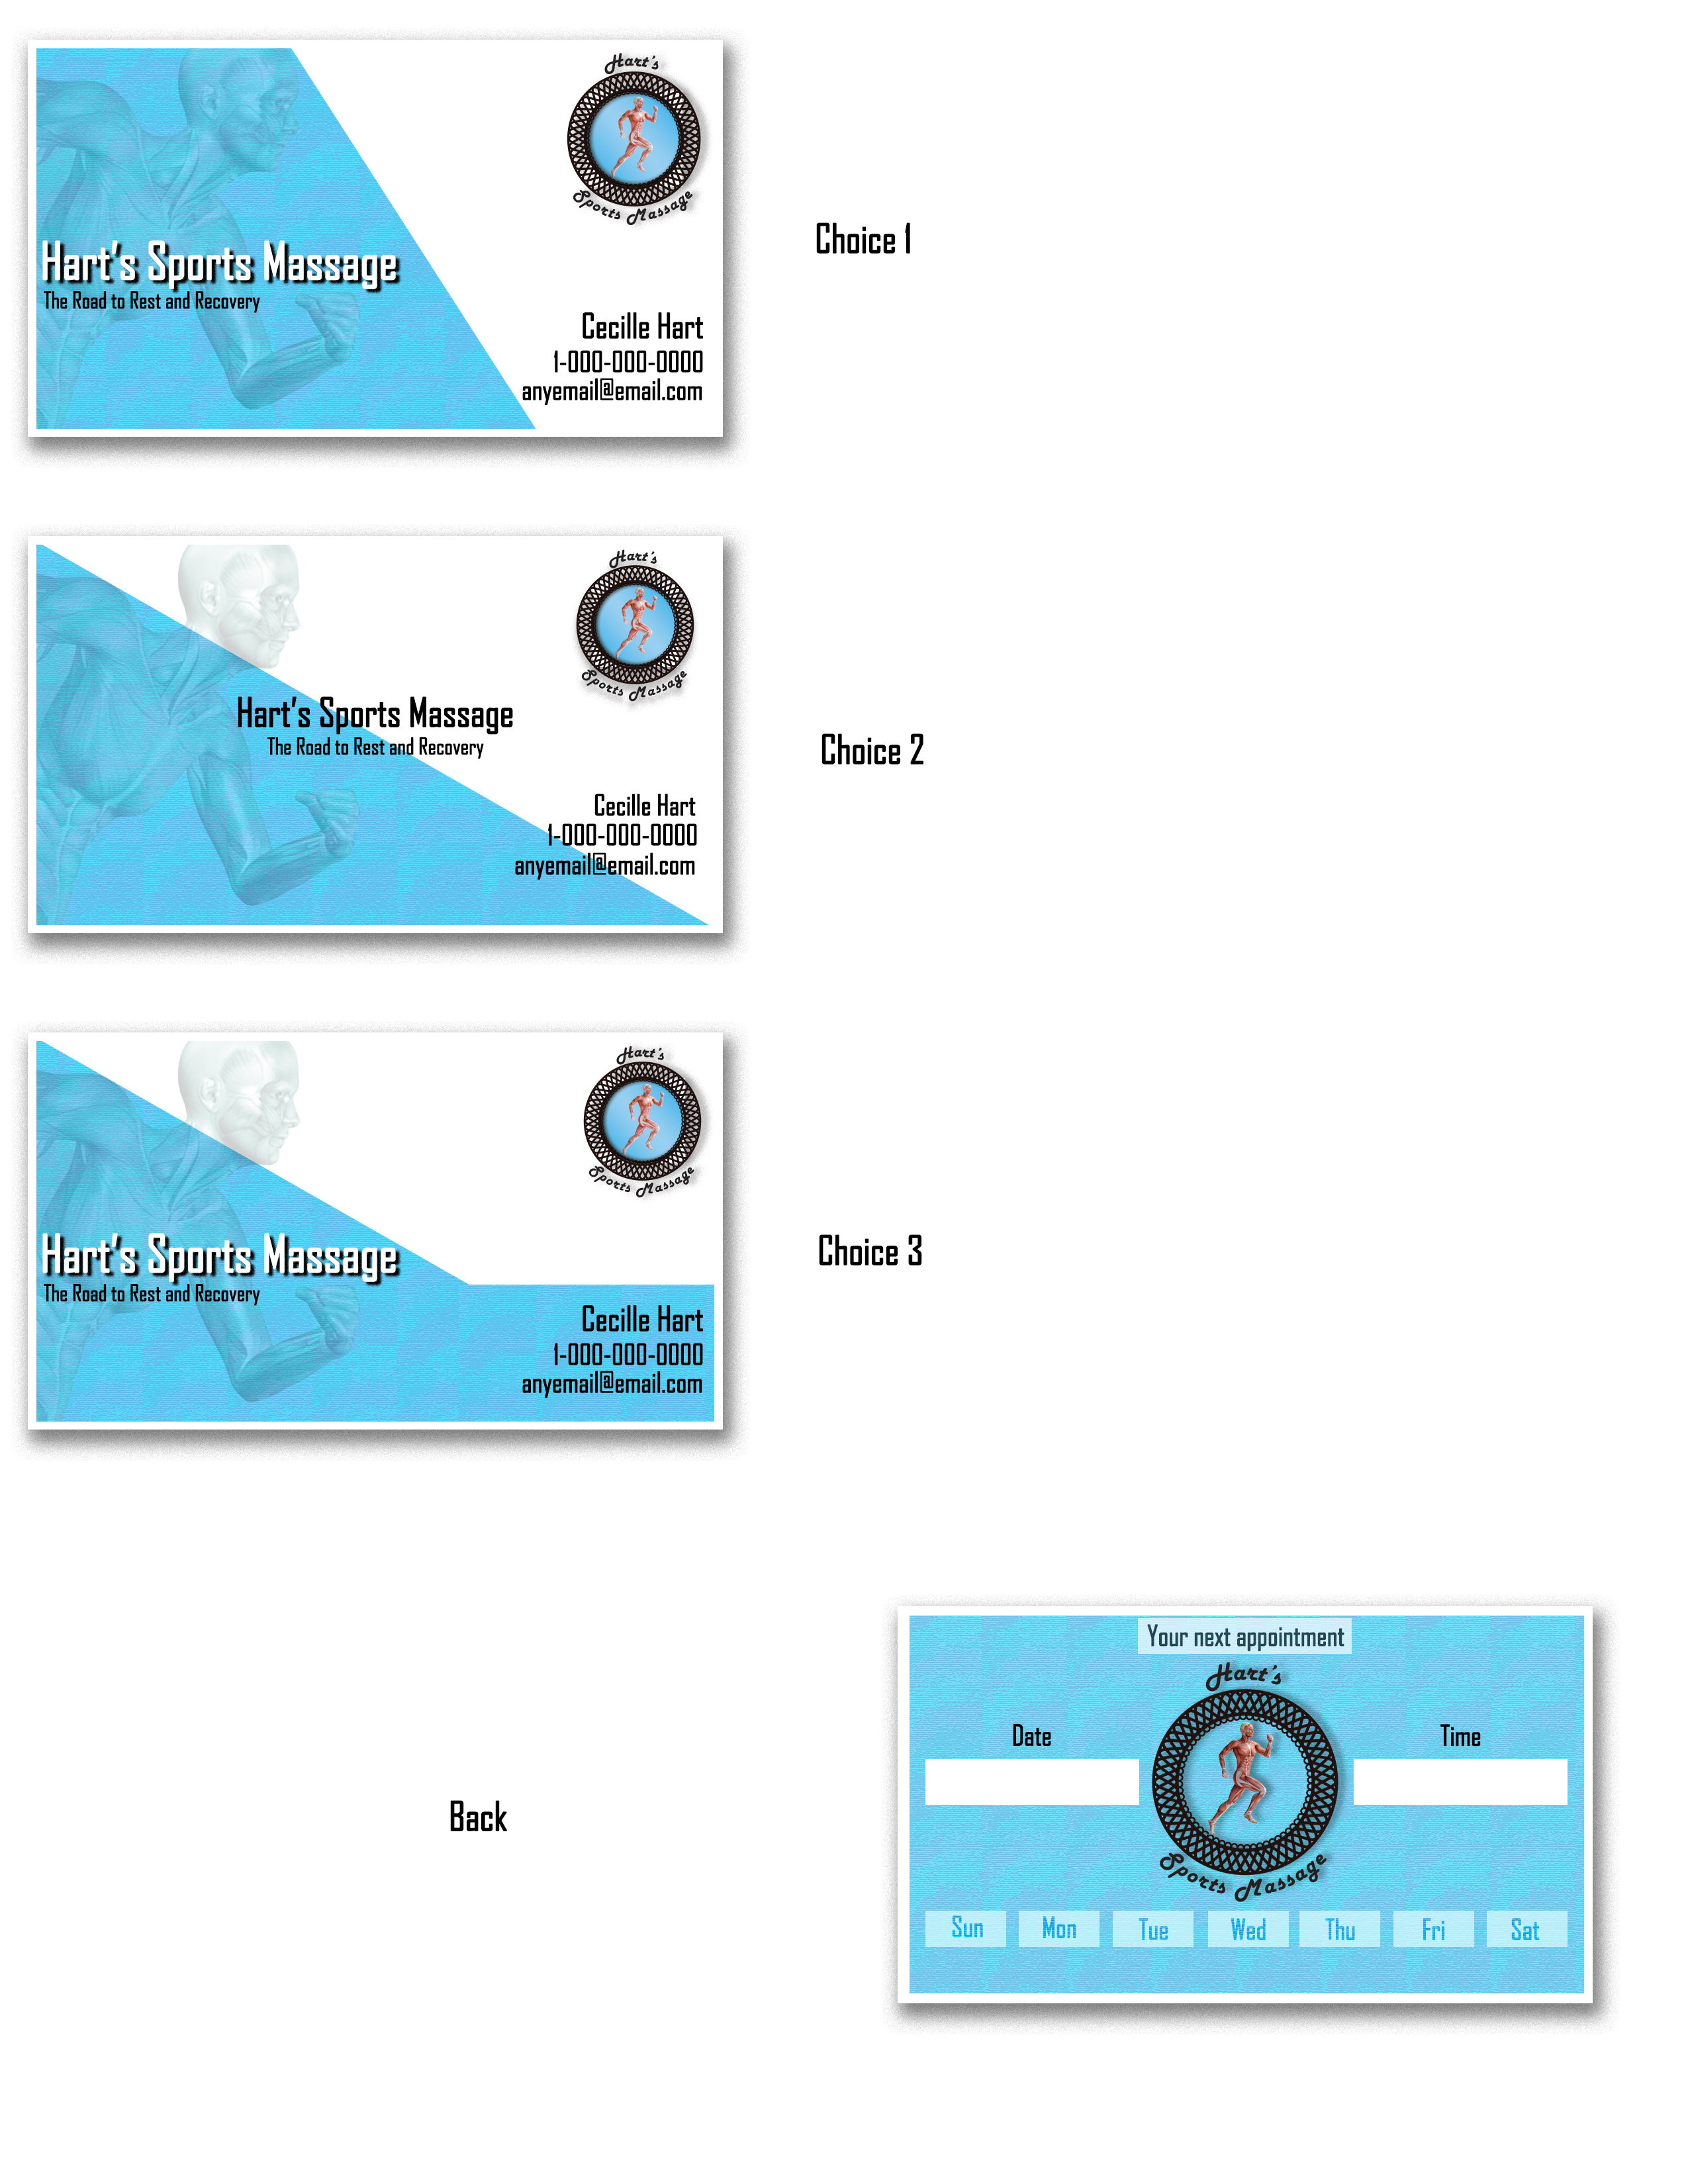 Hart's
Sports Massage
Hart's Sports Massage
The Road to Rest and Recovery
Cecille Hart
1-000-000-0000
anyemail@email.com
Choice 1
Hart's
Sports Massage
Hart's Sports Massage
The Road to Rest and Recovery
Cecille Hart
1-000-000-0000
anyemail@email.com
Choice 2
Hart's
Sports Massage
Hart's Sports Massage
The Road to Rest and Recovery
Cecille Hart
1-000-000-0000
anyemail@email.com
Choice 3
Back
Your next appointment
Hart's
Date
Time
Sports Massage
Sun Mon Tue Wed Thu Fri Sat